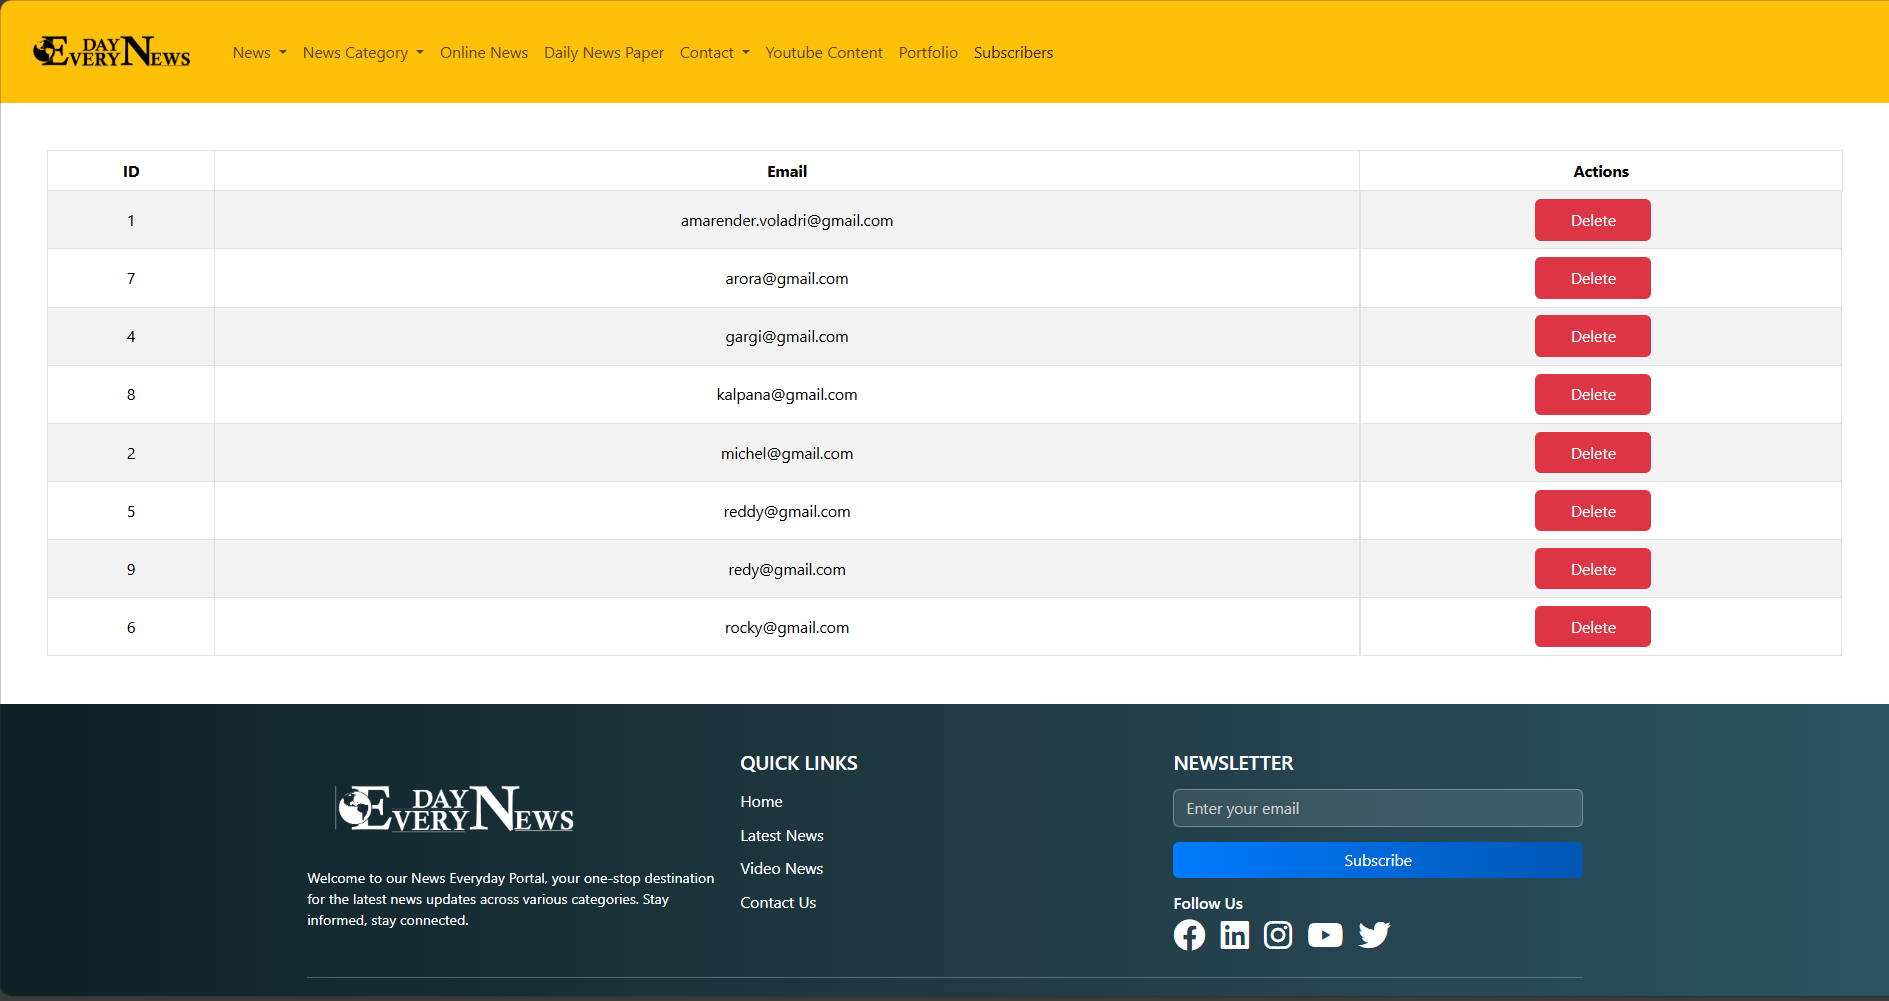 DAY
EVERY NEWS
News
News Category
Online News
Daily News Paper
Contact
Youtube Content
Portfolio
Subscribers
ID Email Actions
1 amarender.voladri@gmail.com Delete
7 arora@gmail.com Delete
4 gargi@gmail.com Delete
8 kalpana@gmail.com Delete
2 michel@gmail.com Delete
5 reddy@gmail.com Delete
9 redy@gmail.com Delete
6 rocky@gmail.com Delete
DAY
EVERY NEWS
Welcome to our News Everyday Portal, your one-stop destination
for the latest news updates across various categories. Stay
informed, stay connected.
QUICK LINKS
Home
Latest News
Video News
Contact Us
NEWSLETTER
Enter your email
Subscribe
Follow Us